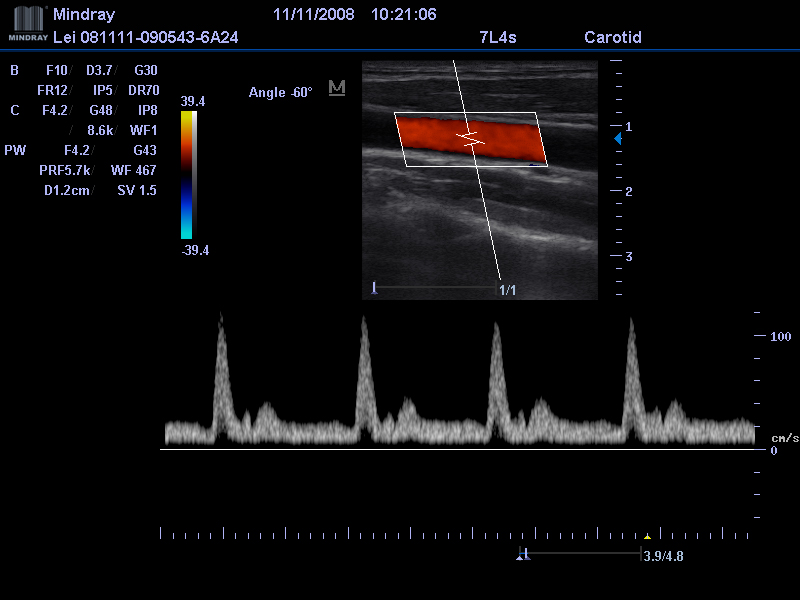 Mindray 11/11/2008 10:21:06
MINDRAY Lei 081111-090543-6A24 7L4s Carotid
B F10/ D3.7/ G30
FR12/ IP5/ DR70
C F4.2/ G48/ IP8
/ 8.6k/ WF1
PW F4.2/ G43
PRF5.7k/ WF 467
D1.2cm/ SV 1.5
39.4
-39.4
Angle -60° M
1
2
3
1/1
100
cm/s
0
3.9/4.8